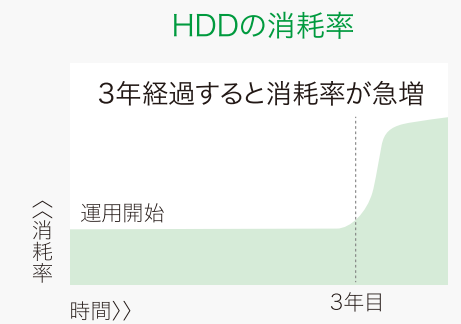 HDDの消耗率
3年経過すると消耗率が急増
運用開始
消耗率〉〉
3年目
時間〉〉